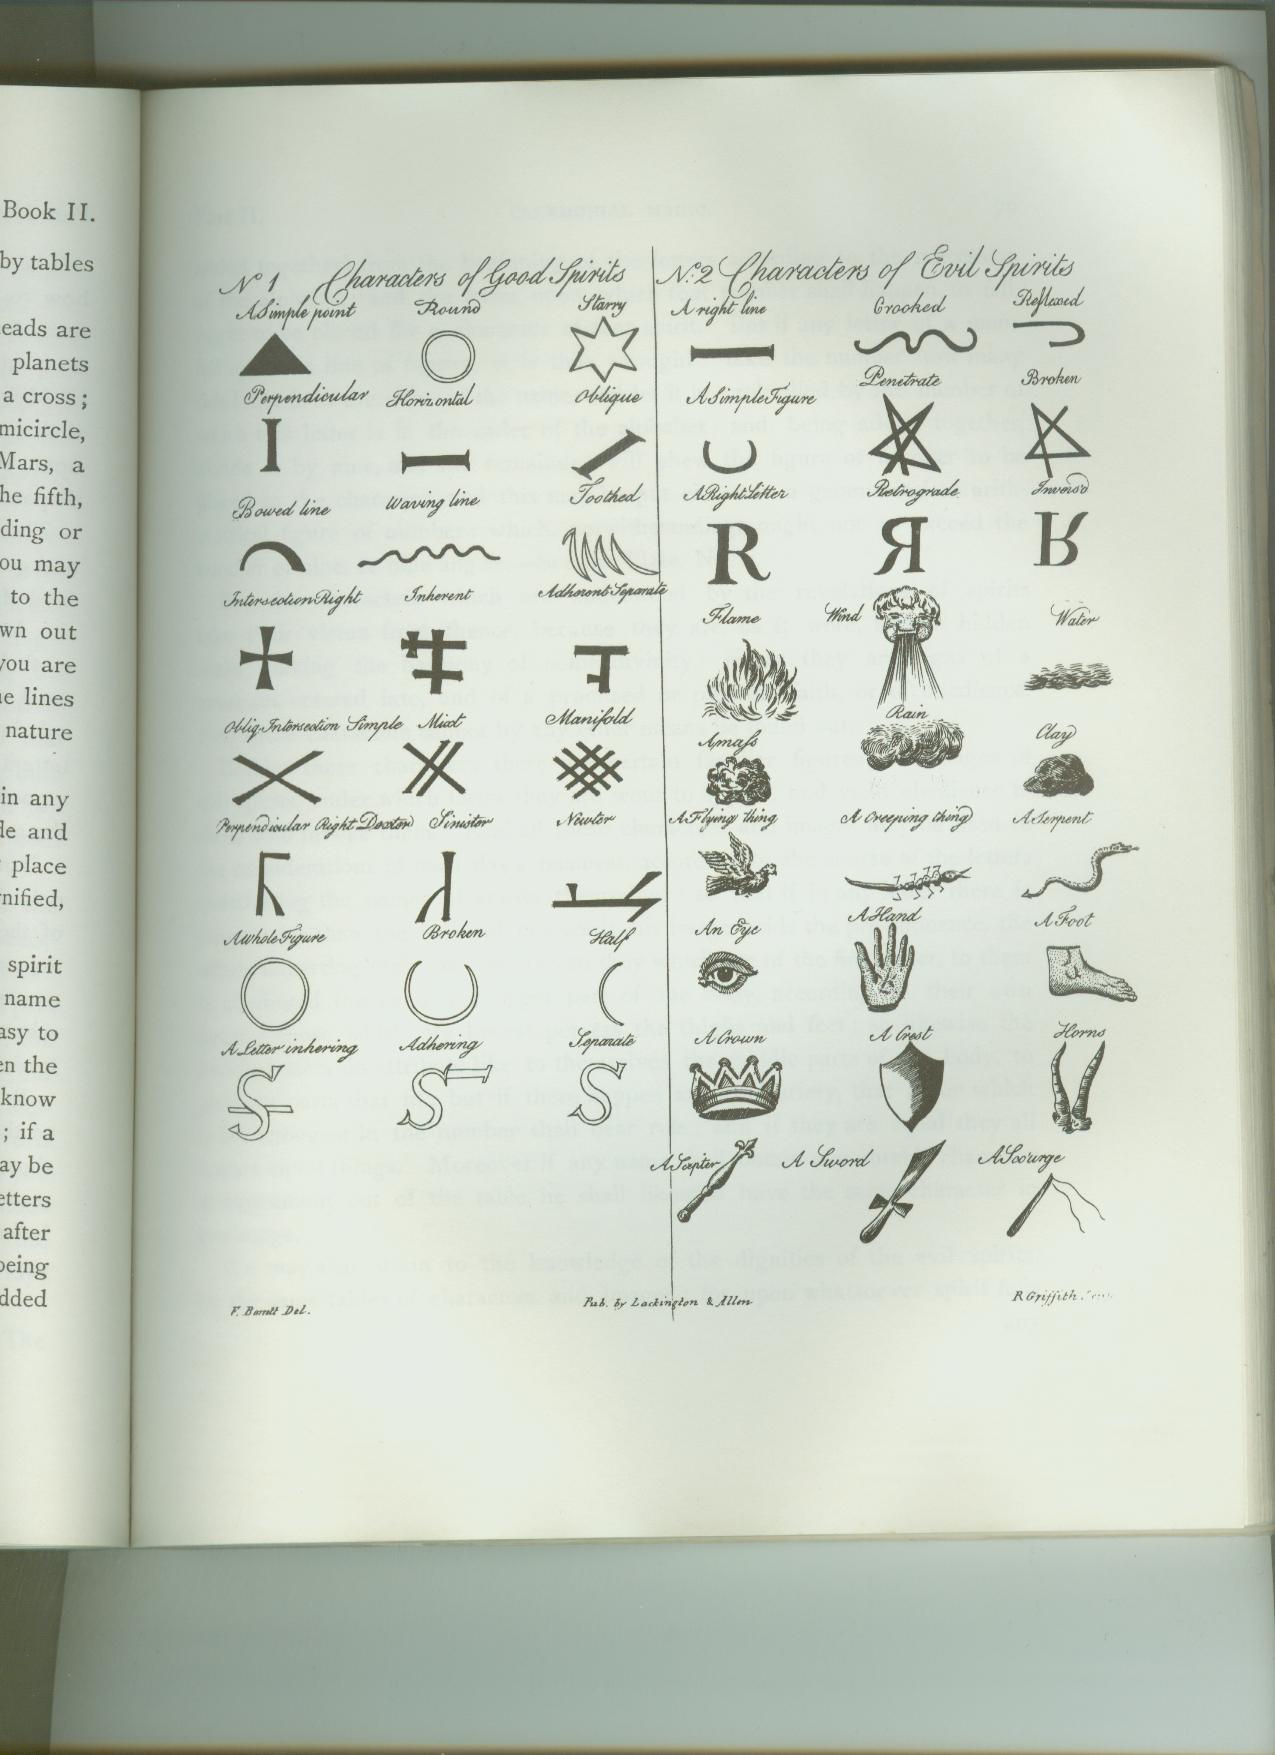 Book II.
by tables
eads are
planets
a cross;
micircle,
Mars, a
he fifth,
ding or
ou may
to the
wn out
you are
e lines
nature
in any
le and
place
nified,
spirit
name
asy to
en the
know
; if a
ay be
etters
after
being
dded
No 1 Characters of Good Spirits
A Simple point Round Starry
Perpendicular Horizontal Oblique
Bowed line Waving line Toothed
Intersection Right Inherent Adherent Separate
Obliq. Intersection Simple Mixt Manifold
Perpendicular Right Dexter Sinister Newter
A Whole Figure Broken Half
A Letter inhering Adhering Separate
S S S
No. 2 Characters of Evil Spirits
A right line Crooked Reflexed
A Simple Figure Penetrate Broken
A Right Letter Retrograde Invers'd
R R R
Flame Wind Water
A mass Rain Clay
A Flying thing A Creeping thing A Serpent
An Eye A Hand A Foot
A Crown A Crest Horns
A Scepter A Sword A Scourge
F. Barrett Del. Pub. by Lackington & Allen R Griffith